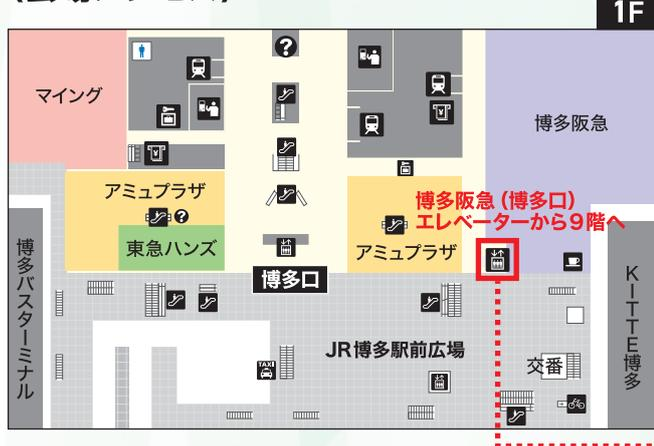 1F
マイング
博多阪急
アミュプラザ
東急ハンズ
アミュプラザ
博多阪急(博多口)
エレベーターから9階へ
博多口
博多バスターミナル
JR博多駅前広場
TAXI
交番
KITTE博多